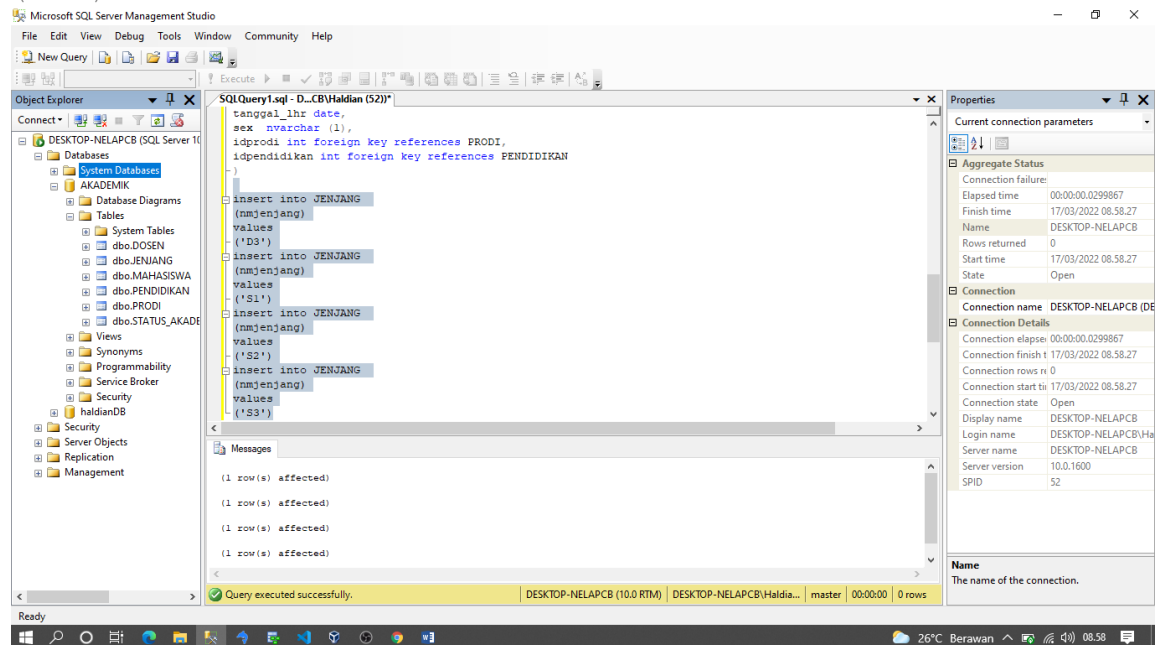 Microsoft SQL Server Management Studio
File Edit View Debug Tools Window Community Help
New Query
Execute
Object Explorer
Connect
DESKTOP-NELAPCB (SQL Server 10
Databases
System Databases
AKADEMIK
Database Diagrams
Tables
System Tables
dbo.DOSEN
dbo.JENJANG
dbo.MAHASISWA
dbo.PENDIDIKAN
dbo.PRODI
dbo.STATUS_AKADE
Views
Synonyms
Programmability
Service Broker
Security
haldianDB
Security
Server Objects
Replication
Management
SQLQuery1.sql - D...CB\Haldian (52))*
tanggal_lhr date,
sex nvarchar (1),
idprodi int foreign key references PRODI,
idpendidikan int foreign key references PENDIDIKAN
)
insert into JENJANG
(nmjenjang)
values
('D3')
insert into JENJANG
(nmjenjang)
values
('S1')
insert into JENJANG
(nmjenjang)
values
('S2')
insert into JENJANG
(nmjenjang)
values
('S3')
Messages
(1 row(s) affected)
(1 row(s) affected)
(1 row(s) affected)
(1 row(s) affected)
Query executed successfully. DESKTOP-NELAPCB (10.0 RTM) DESKTOP-NELAPCB\Haldia... master 00:00:00 0 rows
Properties
Current connection parameters
Aggregate Status
Connection failures
Elapsed time 00:00:00.0299867
Finish time 17/03/2022 08.58.27
Name DESKTOP-NELAPCB
Rows returned 0
Start time 17/03/2022 08.58.27
State Open
Connection
Connection name DESKTOP-NELAPCB (DE
Connection Details
Connection elapse 00:00:00.0299867
Connection finish t 17/03/2022 08.58.27
Connection rows re 0
Connection start ti 17/03/2022 08.58.27
Connection state Open
Display name DESKTOP-NELAPCB
Login name DESKTOP-NELAPCB\Ha
Server name DESKTOP-NELAPCB
Server version 10.0.1600
SPID 52
Name
The name of the connection.
Ready
26°C Berawan 08.58